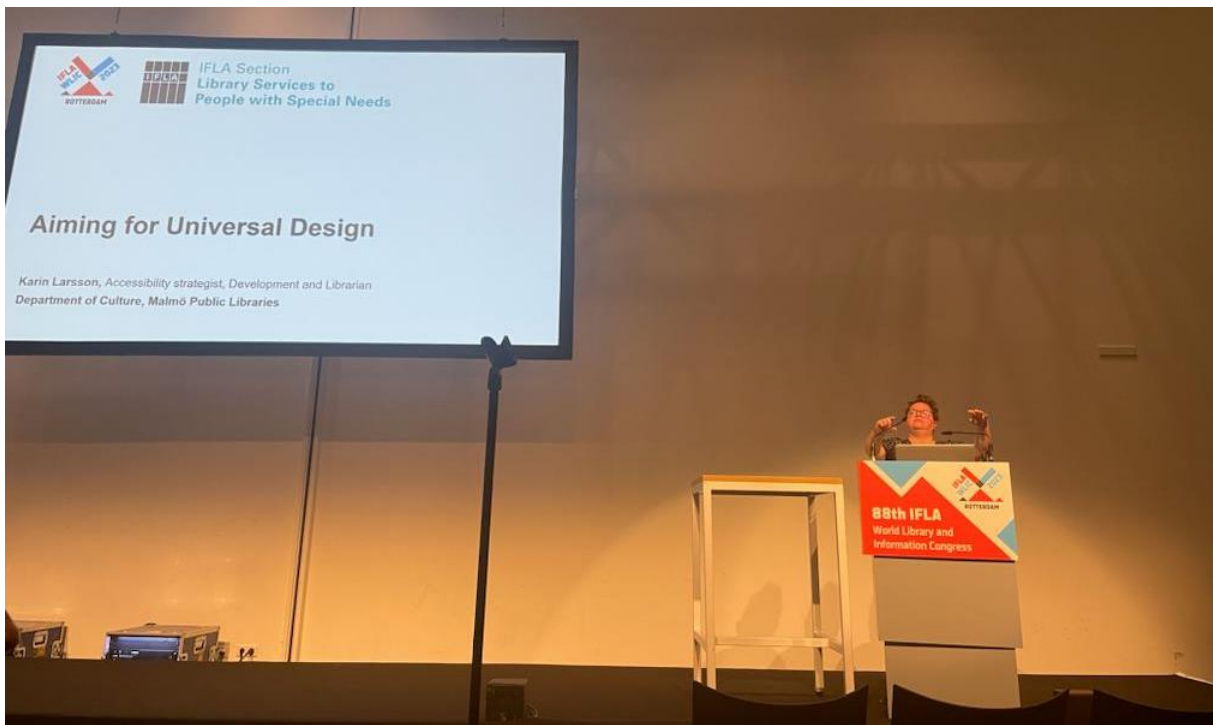 IFLA
WLIC
2023
ROTTERDAM
IFLA
IFLA Section
Library Services to
People with Special Needs
Aiming for Universal Design
Karin Larsson, Accessibility strategist, Development and Librarian
Department of Culture, Malmö Public Libraries
IFLA
WLIC
2023
ROTTERDAM
88th IFLA
World Library and
Information Congress